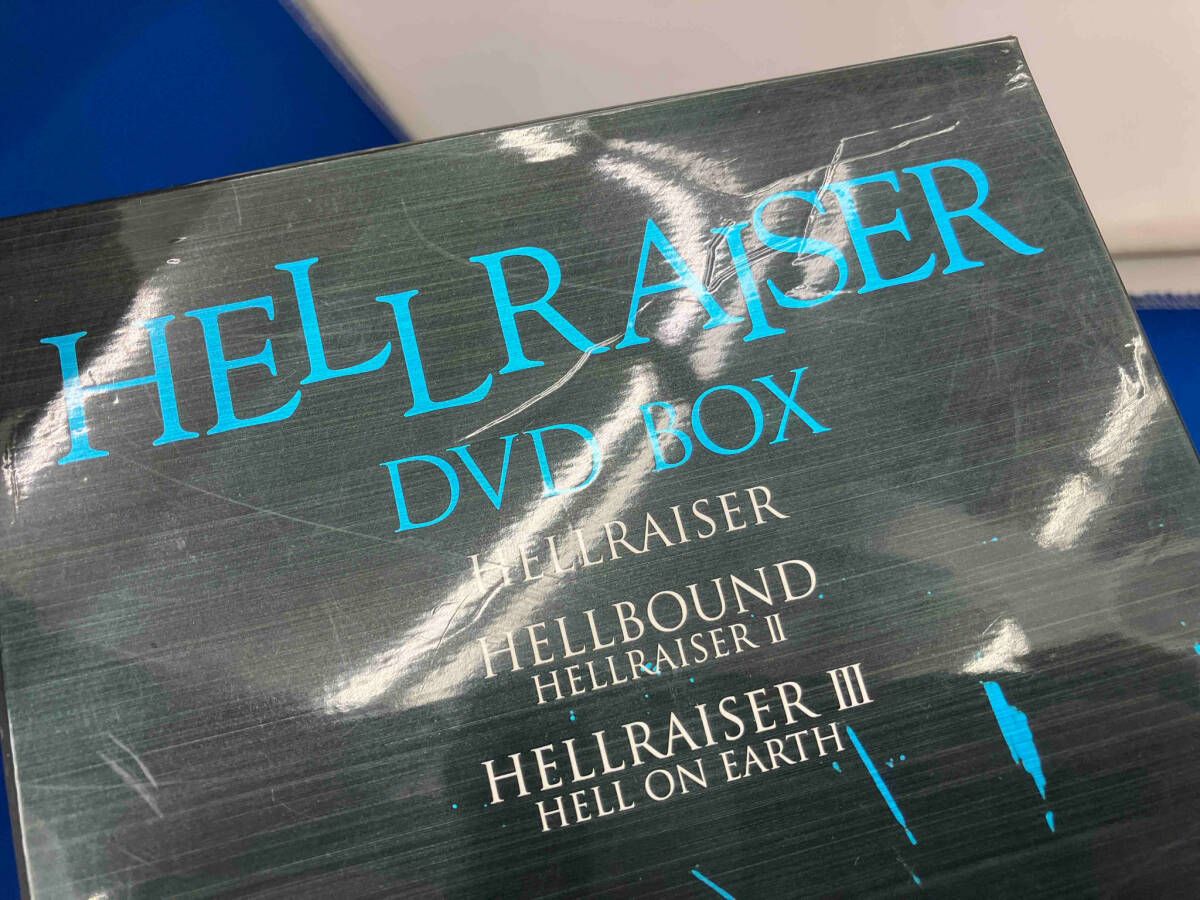 HELLRAISER
DVD BOX
HELLRAISER
HELLBOUND
HELLRAISER II
HELLRAISER III
HELL ON EARTH